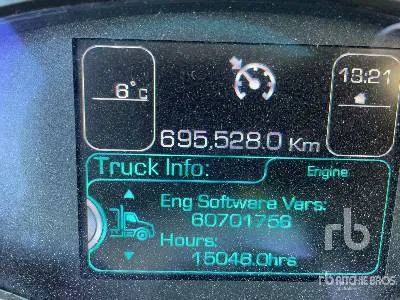 6°C
18:21
695,528.0 Km
Truck Info:
Engine
Eng Software Vers:
60701756
Hours:
15048.0hrs
rb
RITCHIE BROS.